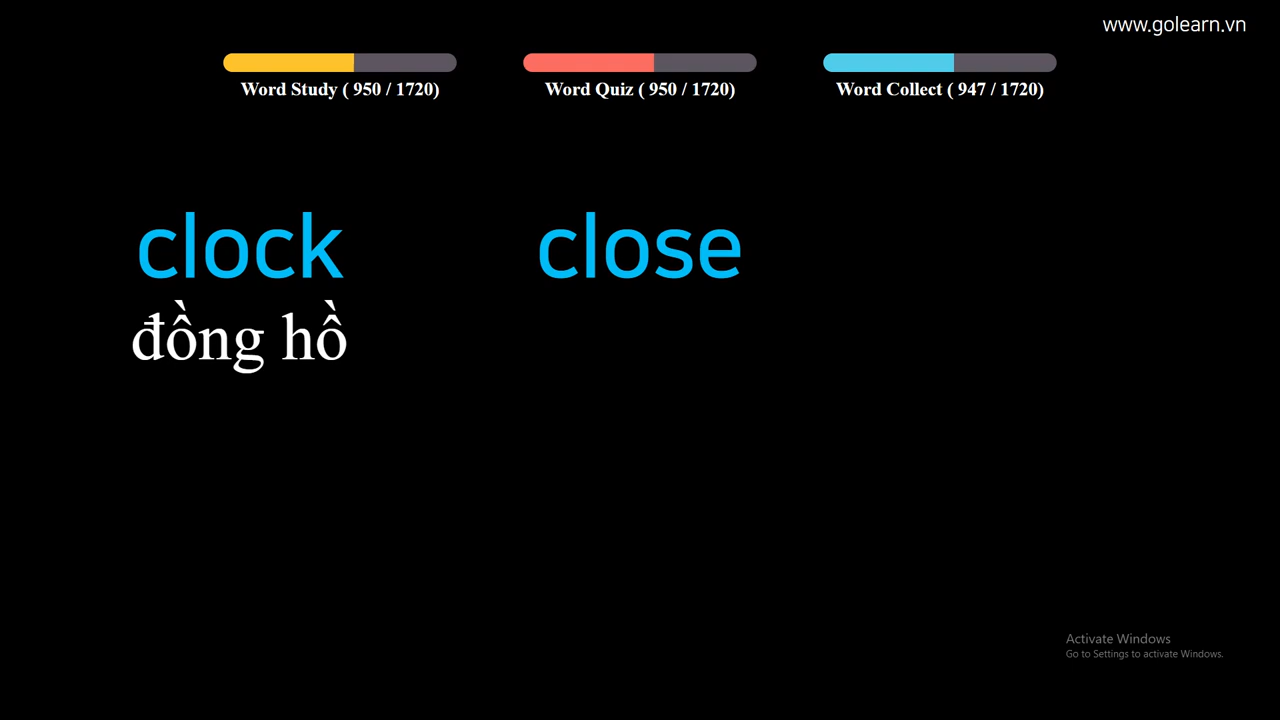 www.golearn.vn
Word Study ( 950 / 1720)
Word Quiz ( 950 / 1720)
Word Collect ( 947 / 1720)
clock
close
đồng hồ
Activate Windows
Go to Settings to activate Windows.